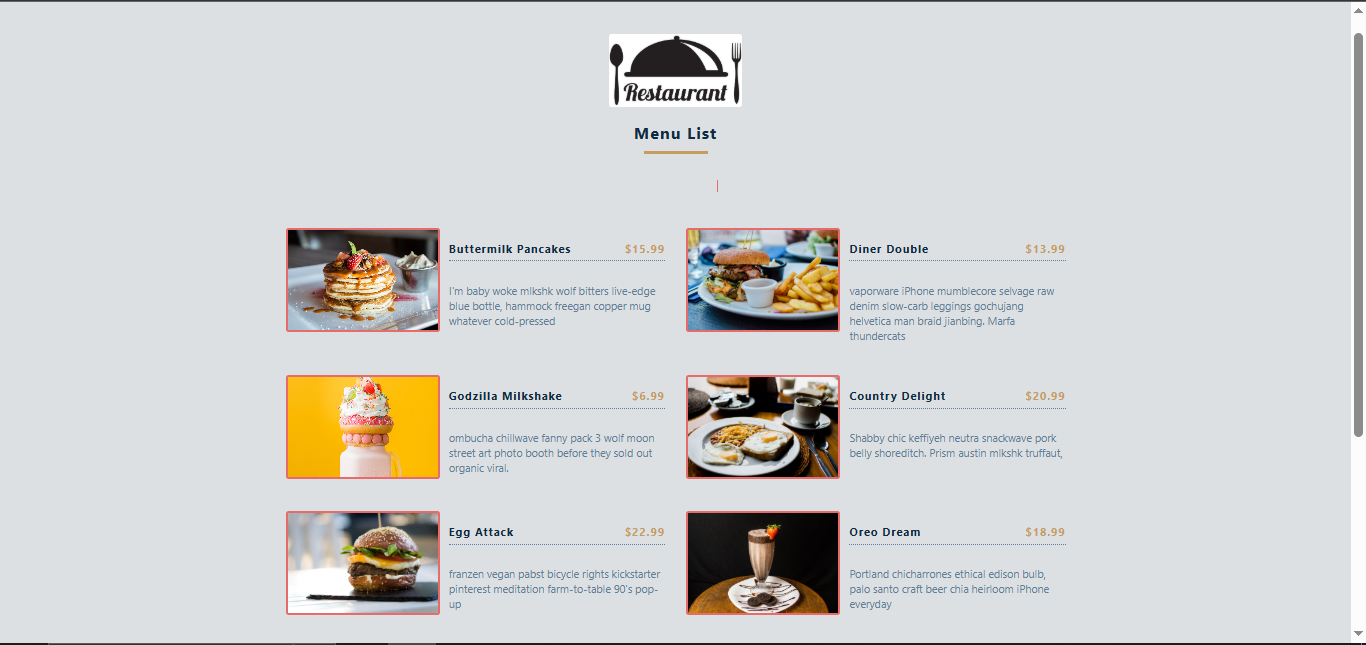 Restaurant
Menu List
Buttermilk Pancakes $15.99
I'm baby woke mlkshk wolf bitters live-edge
blue bottle, hammock freegan copper mug
whatever cold-pressed
Diner Double $13.99
vaporware iPhone mumblecore selvage raw
denim slow-carb leggings gochujang
helvetica man braid jianbing. Marfa
thundercats
Godzilla Milkshake $6.99
ombucha chillwave fanny pack 3 wolf moon
street art photo booth before they sold out
organic viral.
Country Delight $20.99
Shabby chic keffiyeh neutra snackwave pork
belly shoreditch. Prism austin mlkshk truffaut,
Egg Attack $22.99
franzen vegan pabst bicycle rights kickstarter
pinterest meditation farm-to-table 90's pop-
up
Oreo Dream $18.99
Portland chicharrones ethical edison bulb,
palo santo craft beer chia heirloom iPhone
everyday